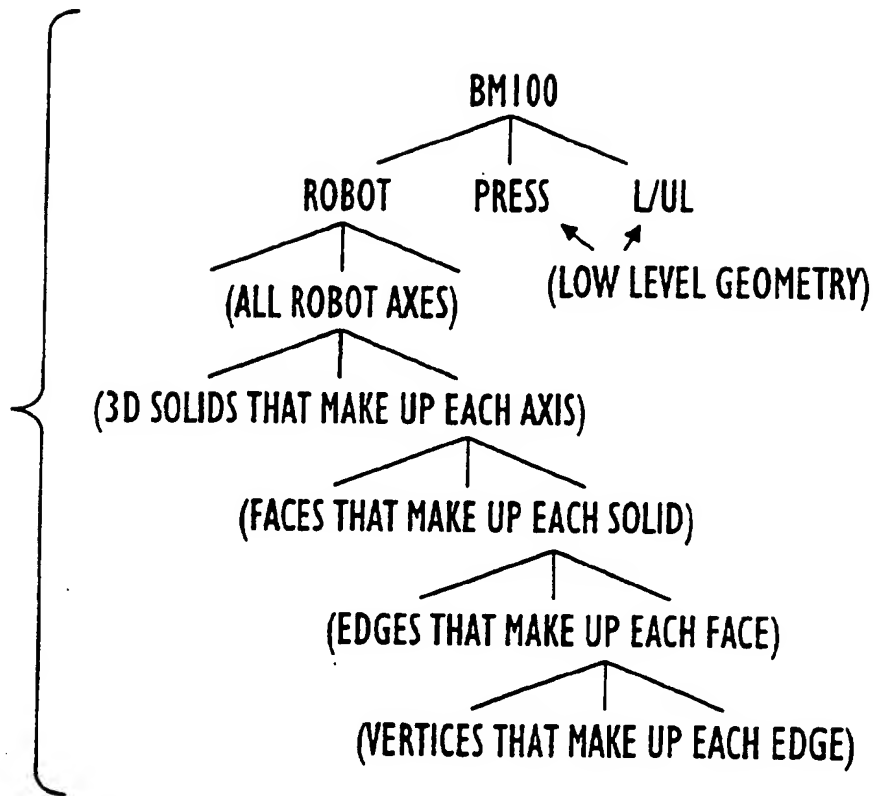 BM100
ROBOT PRESS L/UL
(LOW LEVEL GEOMETRY)
(ALL ROBOT AXES)
(3D SOLIDS THAT MAKE UP EACH AXIS)
(FACES THAT MAKE UP EACH SOLID)
(EDGES THAT MAKE UP EACH FACE)
(VERTICES THAT MAKE UP EACH EDGE)